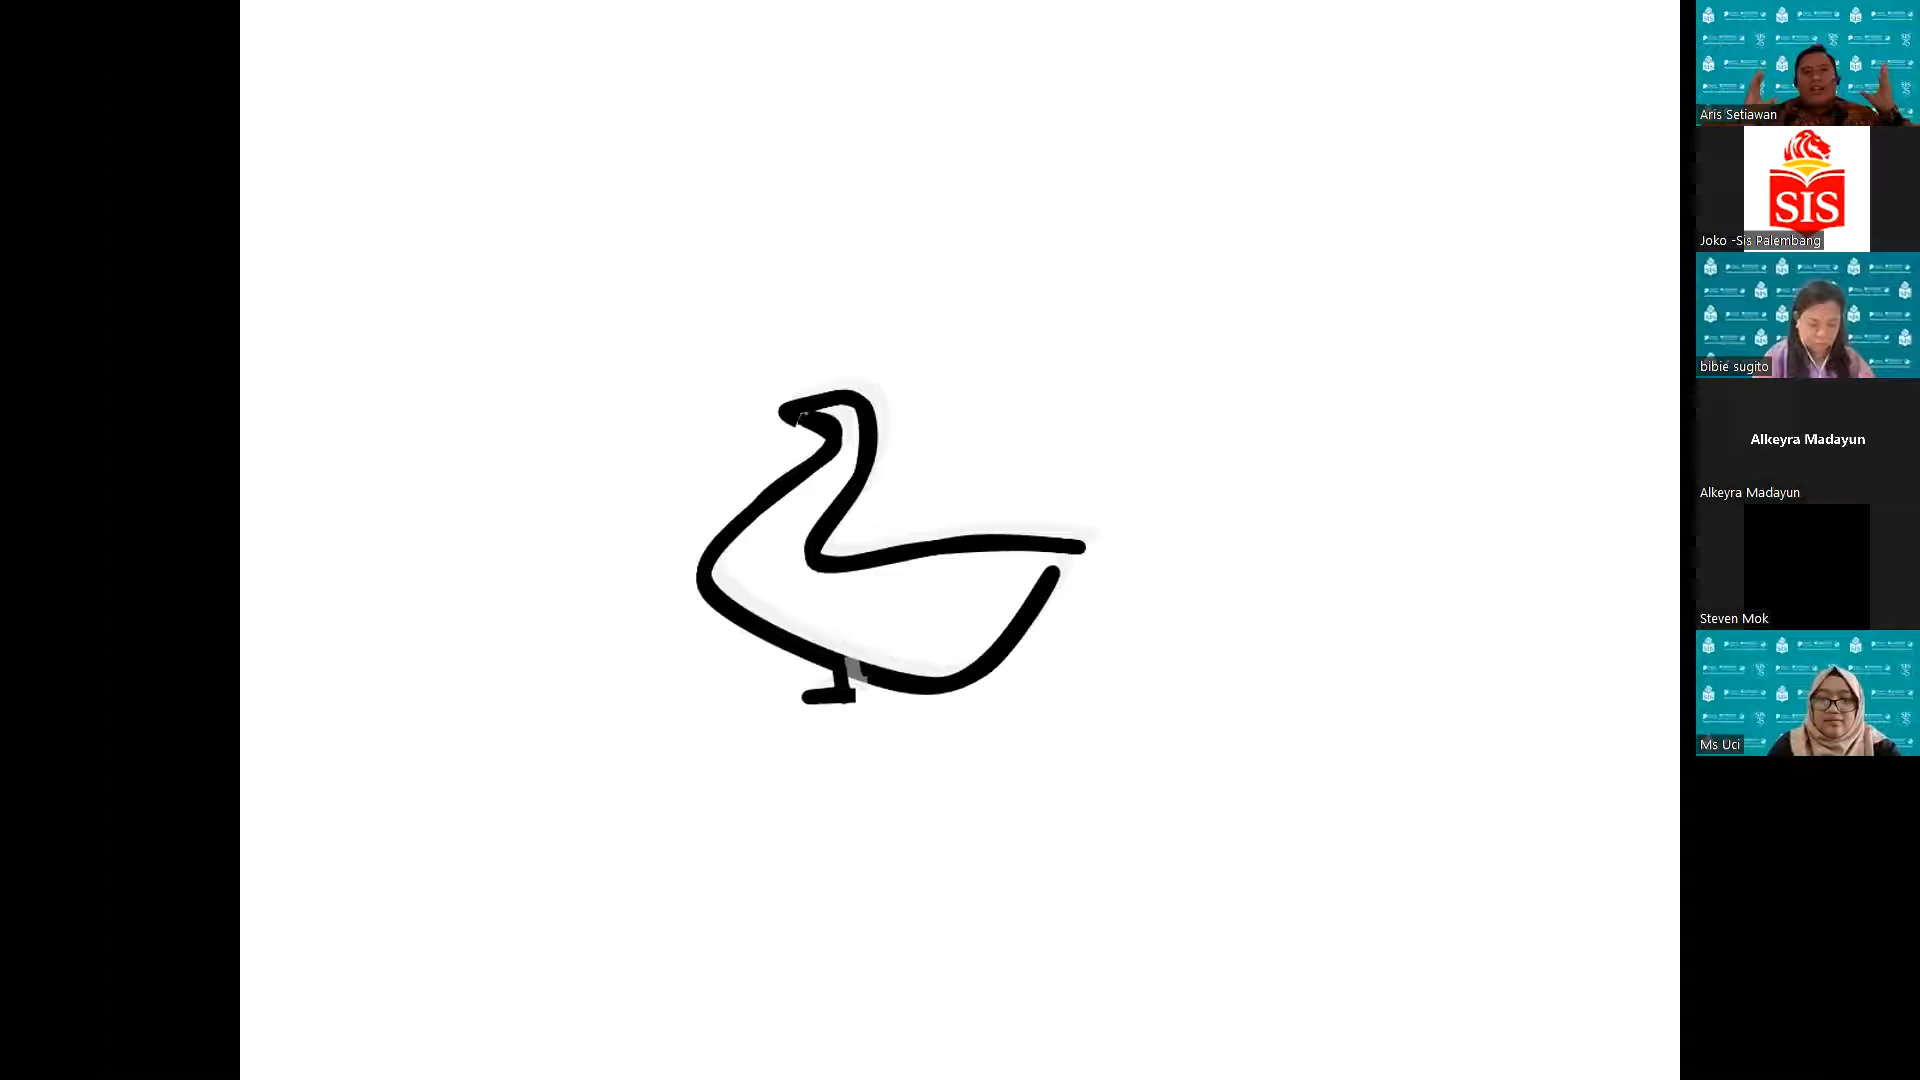 Aris Setiawan
SIS
Joko -Sis Palembang
bibie sugito
Alkeyra Madayun
Alkeyra Madayun
Steven Mok
Ms Uci